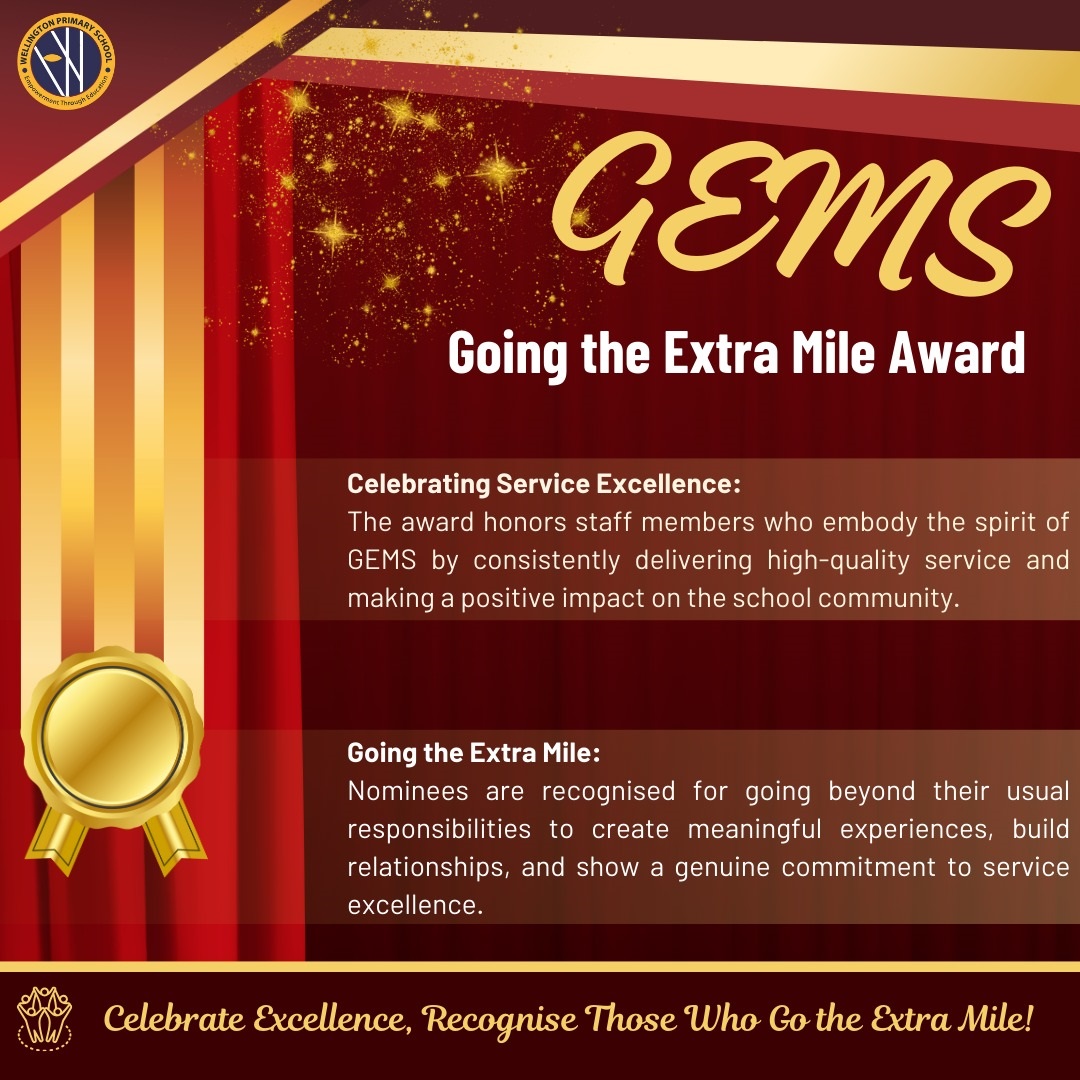 WELLINGTON PRIMARY SCHOOL
Empowerment Through Education
GEMS
Going the Extra Mile Award
Celebrating Service Excellence:
The award honors staff members who embody the spirit of
GEMS by consistently delivering high-quality service and
making a positive impact on the school community.
Going the Extra Mile:
Nominees are recognised for going beyond their usual
responsibilities to create meaningful experiences, build
relationships, and show a genuine commitment to service
excellence.
Celebrate Excellence, Recognise Those Who Go the Extra Mile!